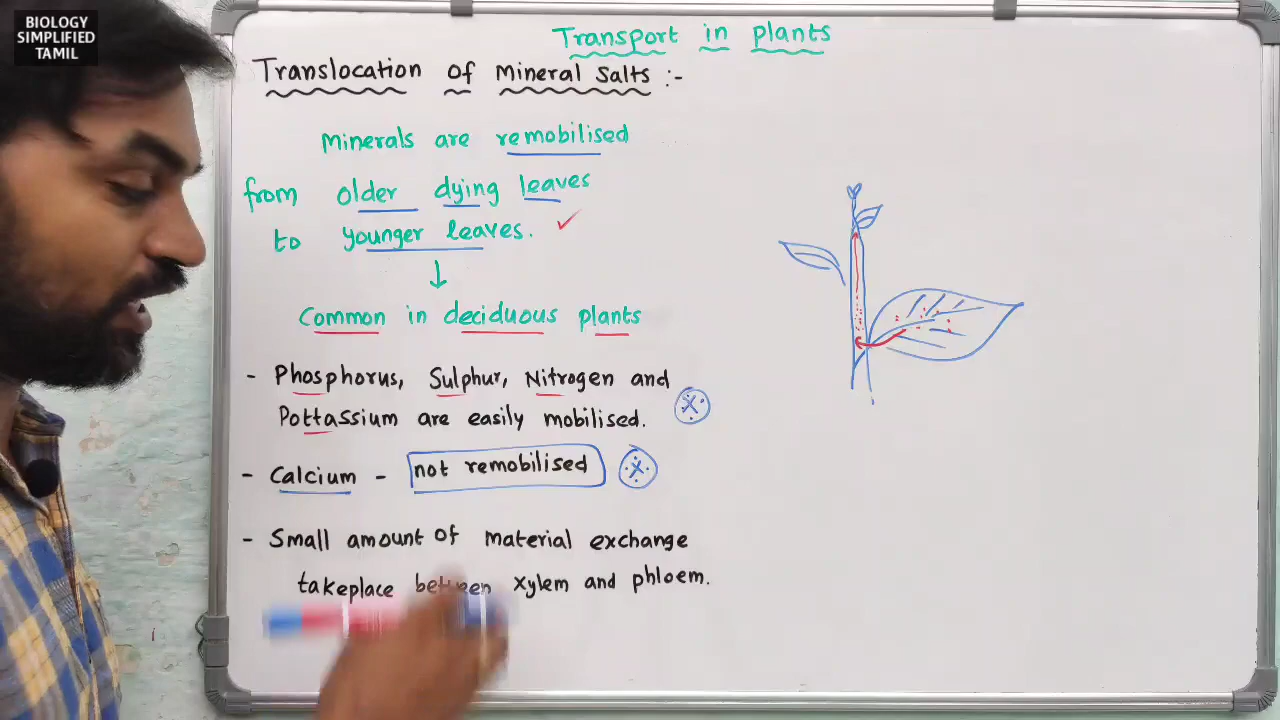 BIOLOGY
SIMPLIFIED
TAMIL
Transport in plants
Translocation of Mineral Salts :-
Minerals are remobilised
from older dying leaves
to younger leaves.
Common in deciduous plants
- Phosphorus, Sulphur, Nitrogen and
Pottassium are easily mobilised.
- Calcium - not remobilised
- Small amount of material exchange
takeplace between xylem and phloem.